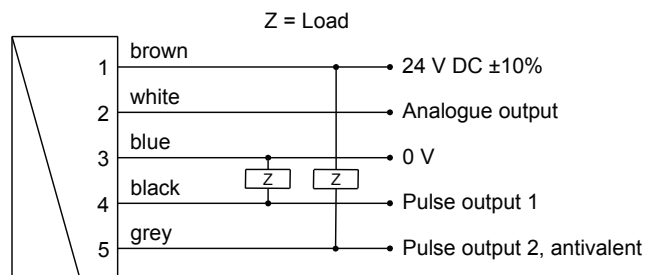 Z = Load
1 brown 24 V DC ±10%
2 white Analogue output
3 blue 0 V
Z Z
4 black Pulse output 1
5 grey Pulse output 2, antivalent